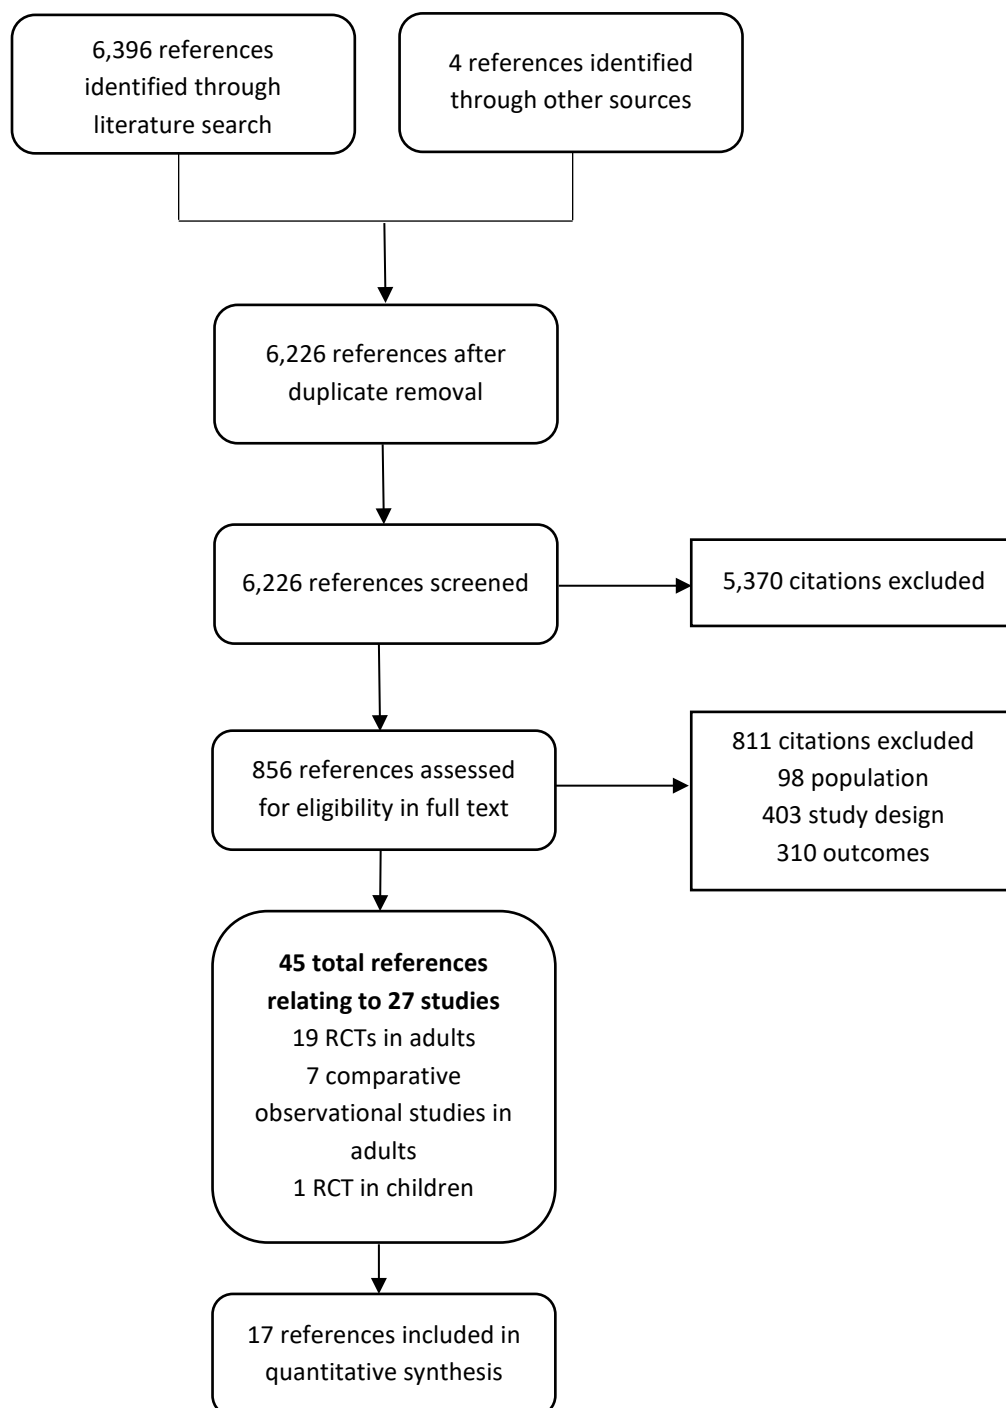 6,396 references
identified through
literature search
4 references identified
through other sources
6,226 references after
duplicate removal
6,226 references screened
5,370 citations excluded
856 references assessed
for eligibility in full text
811 citations excluded
98 population
403 study design
310 outcomes
45 total references
relating to 27 studies
19 RCTs in adults
7 comparative
observational studies in
adults
1 RCT in children
17 references included in
quantitative synthesis